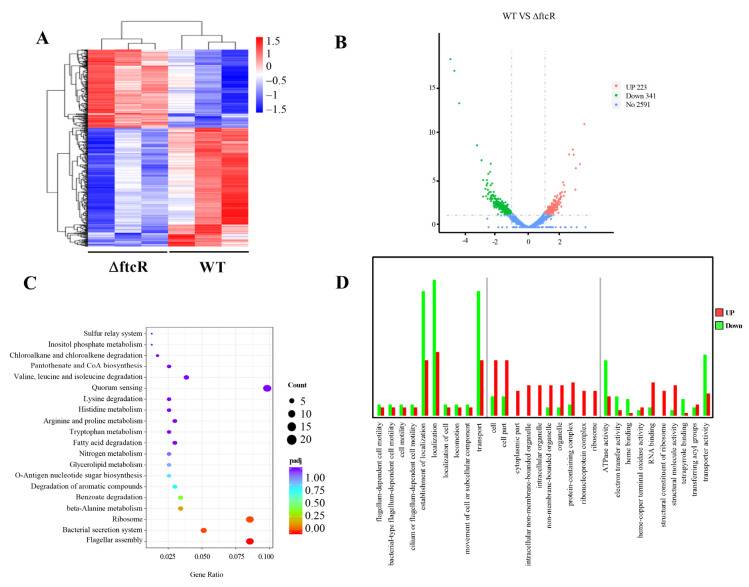 A
1.5
1
0.5
0
−0.5
−1
−1.5
ΔftcR
WT
B
WT VS ΔftcR
15
10
5
1
0
-4
-2
0
2
4
UP 223
Down 341
No 2591
C
Sulfur relay system
Inositol phosphate metabolism
Chloroalkane and chloroalkene degradation
Pantothenate and CoA biosynthesis
Valine, leucine and isoleucine degradation
Quorum sensing
Lysine degradation
Histidine metabolism
Arginine and proline metabolism
Tryptophan metabolism
Fatty acid degradation
Nitrogen metabolism
Glycerolipid metabolism
O-Antigen nucleotide sugar biosynthesis
Degradation of aromatic compounds
Benzoate degradation
beta-Alanine metabolism
Ribosome
Bacterial secretion system
Flagellar assembly
0.025
0.050
0.075
0.100
Gene Ratio
Count
5
10
15
20
padj
1.00
0.75
0.50
0.25
0.00
D
UP
Down
flagellum-dependent cell motility
bacterial-type flagellum-dependent cell motility
cell motility
cilium or flagellum-dependent cell motility
establishment of localization
localization
localization of cell
locomotion
movement of cell or subcellular component
transport
cell
cell part
cytoplasmic part
intracellular non-membrane-bounded organelle
intracellular organelle
non-membrane-bounded organelle
organelle
protein-containing complex
ribonucleoprotein complex
ribosome
ATPase activity
electron transfer activity
heme binding
heme-copper terminal oxidase activity
RNA binding
structural constituent of ribosome
structural molecule activity
tetrapyrrole binding
transferring acyl groups
transporter activity